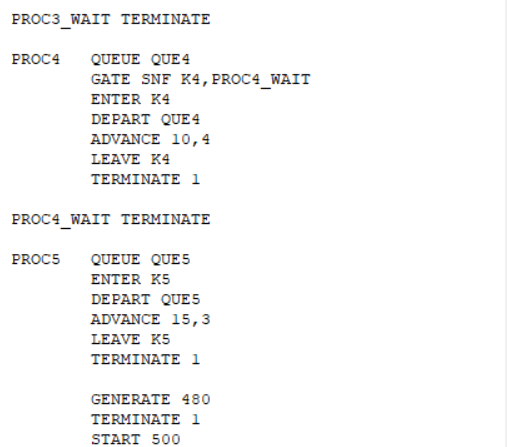 PROC3_WAIT TERMINATE
PROC4 QUEUE QUE4
GATE SNF K4,PROC4_WAIT
ENTER K4
DEPART QUE4
ADVANCE 10,4
LEAVE K4
TERMINATE 1
PROC4_WAIT TERMINATE
PROC5 QUEUE QUE5
ENTER K5
DEPART QUE5
ADVANCE 15,3
LEAVE K5
TERMINATE 1
GENERATE 480
TERMINATE 1
START 500